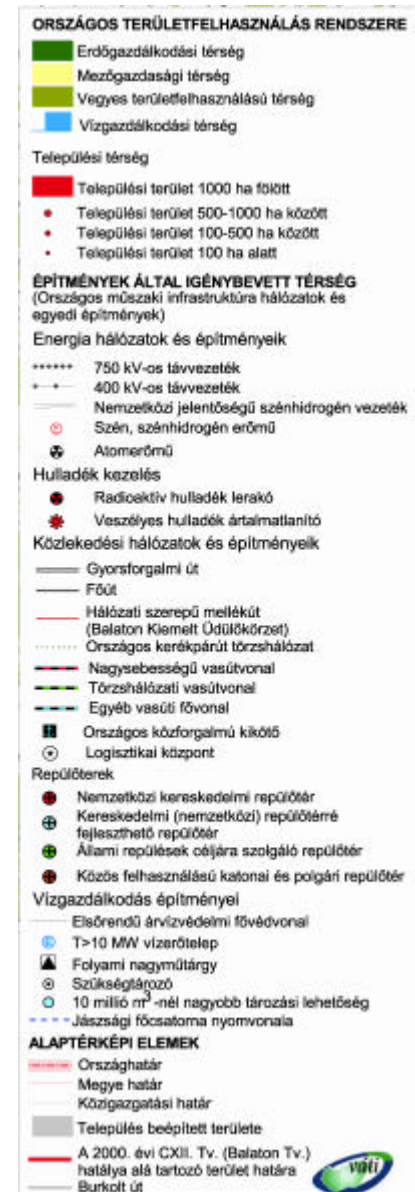 ORSZÁGOS TERÜLETFELHASZNÁLÁS RENDSZERE
Erdőgazdálkodási térség
Mezőgazdasági térség
Vegyes területfelhasználású térség
Vízgazdálkodási térség
Települési térség
Települési terület 1000 ha fölött
Települési terület 500-1000 ha között
Települési terület 100-500 ha között
Települési terület 100 ha alatt
ÉPÍTMÉNYEK ÁLTAL IGÉNYBEVETT TÉRSÉG
(Országos műszaki infrastruktúra hálózatok és
egyedi építmények)
Energia hálózatok és építményeik
750 kV-os távvezeték
400 kV-os távvezeték
Nemzetközi jelentőségű szénhidrogén vezeték
Szén, szénhidrogén erőmű
Atomerőmű
Hulladék kezelés
Radioaktív hulladék lerakó
Veszélyes hulladék ártalmatlanító
Közlekedési hálózatok és építményeik
Gyorsforgalmi út
Főút
Hálózati szerepű mellékút
(Balaton Kiemelt Üdülőkörzet)
Országos kerékpárút törzshálózat
Nagysebességű vasútvonal
Törzshálózati vasútvonal
Egyéb vasúti fővonal
Országos közforgalmú kikötő
Logisztikai központ
Repülőterek
Nemzetközi kereskedelmi repülőtér
Kereskedelmi (nemzetközi) repülőtérré
fejleszthető repülőtér
Állami repülések céljára szolgáló repülőtér
Közös felhasználású katonai és polgári repülőtér
Vízgazdálkodás építményei
Elsőrendű árvízvédelmi fővédvonal
T>10 MW vízerőtelep
Folyami nagyműtárgy
Szükségtározó
10 millió m³-nél nagyobb tározási lehetőség
Jászsági főcsatorna nyomvonala
ALAPTÉRKÉPI ELEMEK
Országhatár
Megye határ
Közigazgatási határ
Település beépített területe
A 2000. évi CXII. Tv. (Balaton Tv.)
hatálya alá tartozó terület határa
váti
Burkolt út